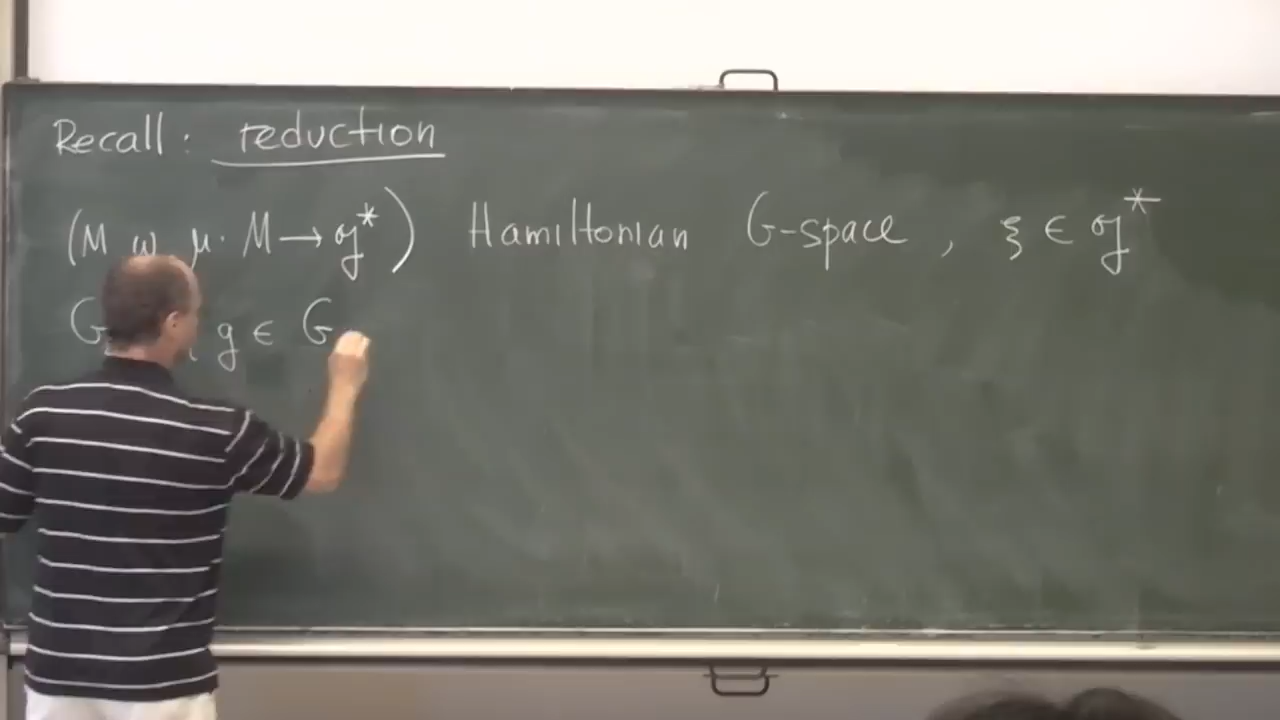 Recall: reduction
(M ω μ: M → 𝔤*) Hamiltonian G-space, ξ ∈ 𝔤*
G g ∈ G